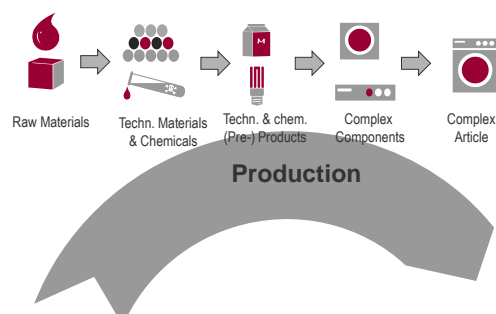 M
Raw Materials
Techn. Materials
& Chemicals
Techn. & chem.
(Pre-) Products
Complex
Components
Complex
Article
Production